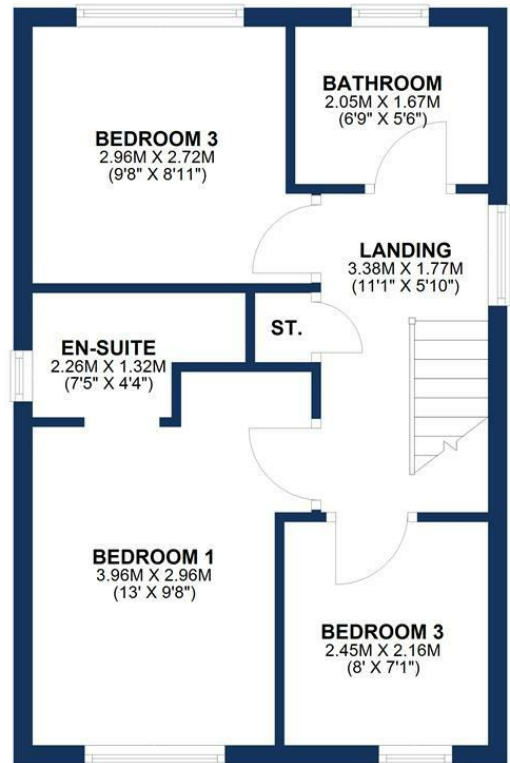 BATHROOM
2.05M X 1.67M
(6'9" X 5'6")
BEDROOM 3
2.96M X 2.72M
(9'8" X 8'11")
LANDING
3.38M X 1.77M
(11'1" X 5'10")
ST.
EN-SUITE
2.26M X 1.32M
(7'5" X 4'4")
BEDROOM 1
3.96M X 2.96M
(13' X 9'8")
BEDROOM 3
2.45M X 2.16M
(8' X 7'1")